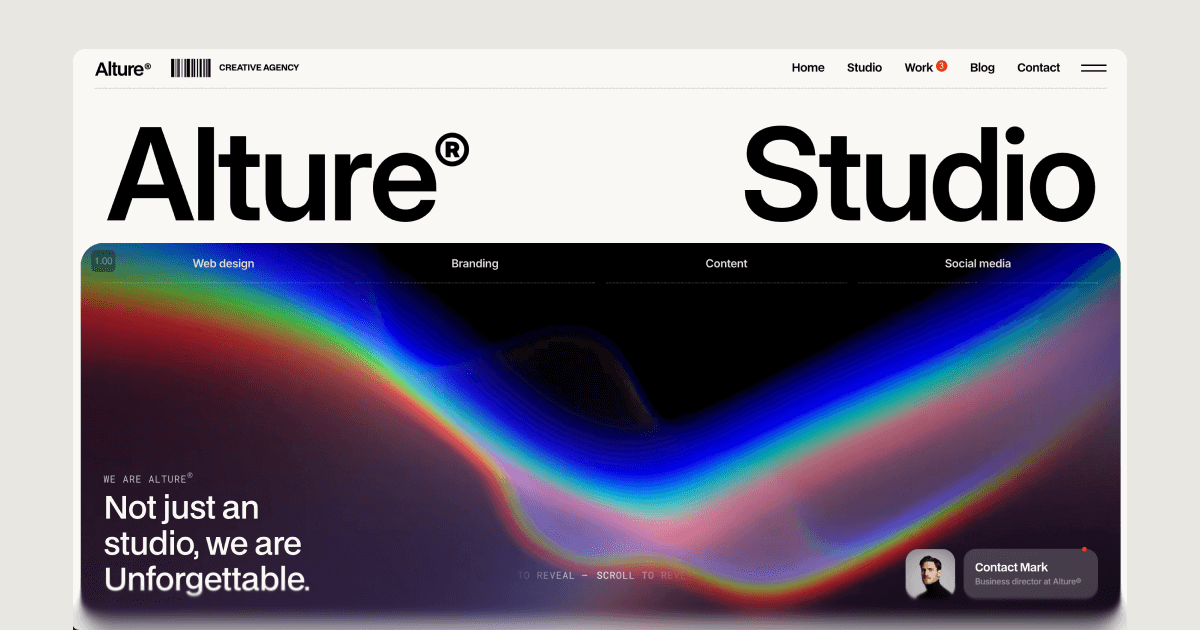 Alture®
CREATIVE AGENCY
Home Studio Work 3 Blog Contact
Alture® Studio
1.00
Web design Branding Content Social media
WE ARE ALTURE®
Not just an
studio, we are
Unforgettable.
TO REVEAL – SCROLL TO REVE
Contact Mark
Business director at Alture®